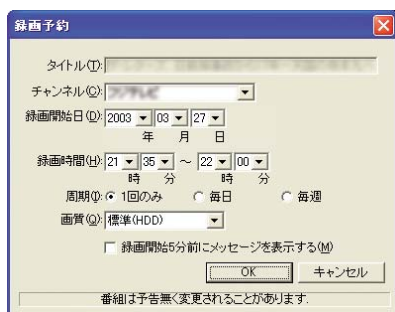 録画予約
タイトル(T):
チャンネル(C):
録画開始日(D): 2003 03 27
年 月 日
録画時間(H): 21 35 ～ 22 00
時 分 時 分
周期(I): 1回のみ 毎日 毎週
画質(Q): 標準(HDD)
録画開始5分前にメッセージを表示する(M)
OK キャンセル
番組は予告無く変更されることがあります.